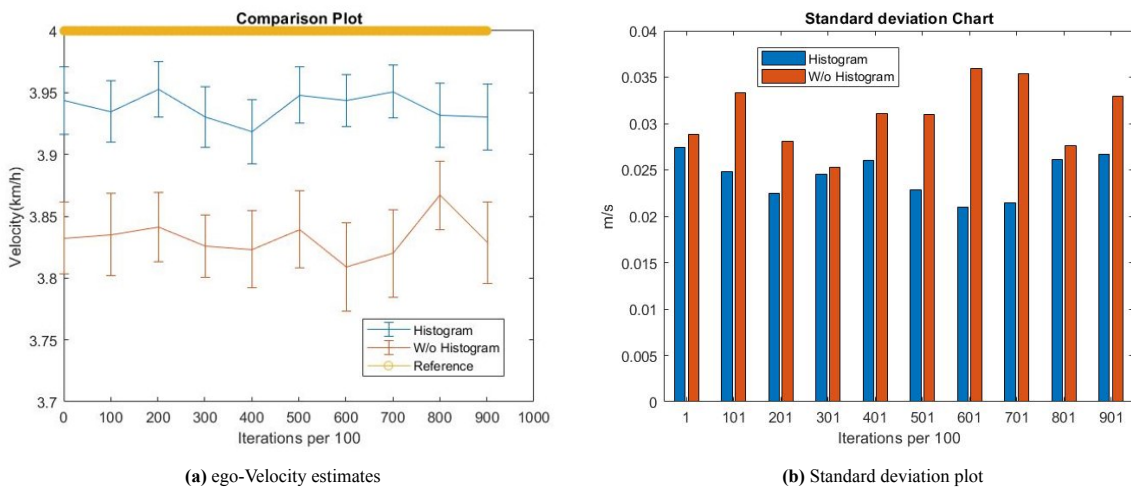 Comparison Plot
4
3.95
3.9
3.85
3.8
3.75
3.7
Velocity(km/h)
Histogram
W/o Histogram
Reference
0 100 200 300 400 500 600 700 800 900 1000
Iterations per 100
(a) ego-Velocity estimates
Standard deviation Chart
0.04
0.035
0.03
0.025
0.02
0.015
0.01
0.005
0
m/s
Histogram
W/o Histogram
1 101 201 301 401 501 601 701 801 901
Iterations per 100
(b) Standard deviation plot